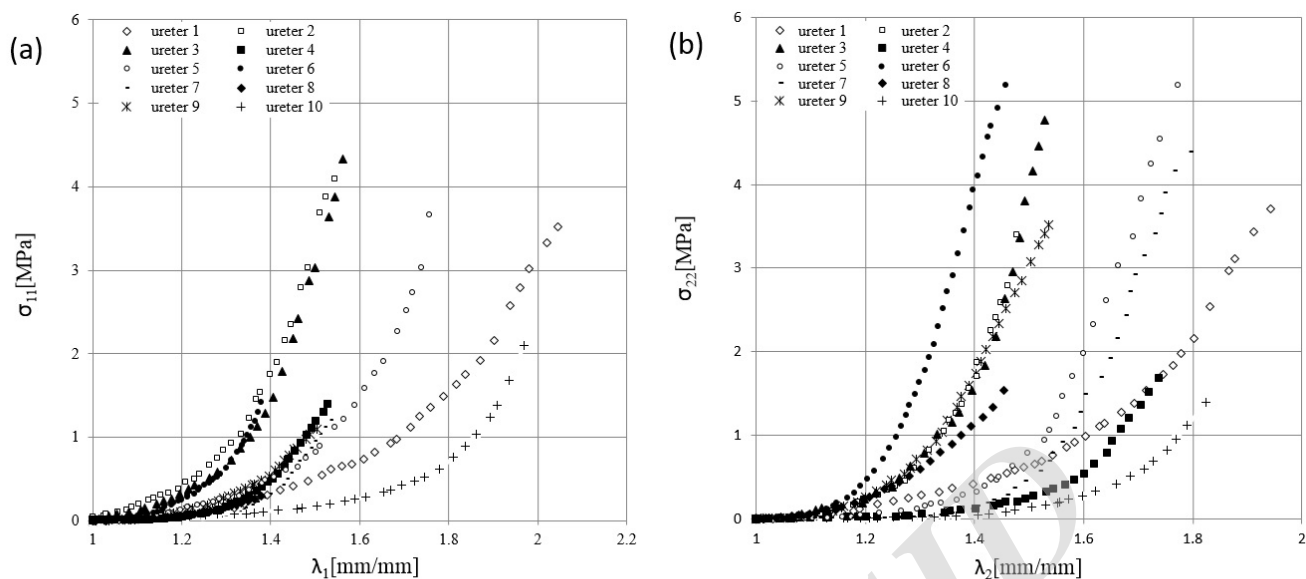 (a)
6
5
4
3
2
1
0
σ11[MPa]
ureter 1 ureter 2
ureter 3 ureter 4
ureter 5 ureter 6
ureter 7 ureter 8
ureter 9 ureter 10
1 1.2 1.4 1.6 1.8 2 2.2
λ1[mm/mm]
(b)
6
5
4
3
2
1
0
σ22[MPa]
ureter 1 ureter 2
ureter 3 ureter 4
ureter 5 ureter 6
ureter 7 ureter 8
ureter 9 ureter 10
1 1.2 1.4 1.6 1.8 2
λ2[mm/mm]